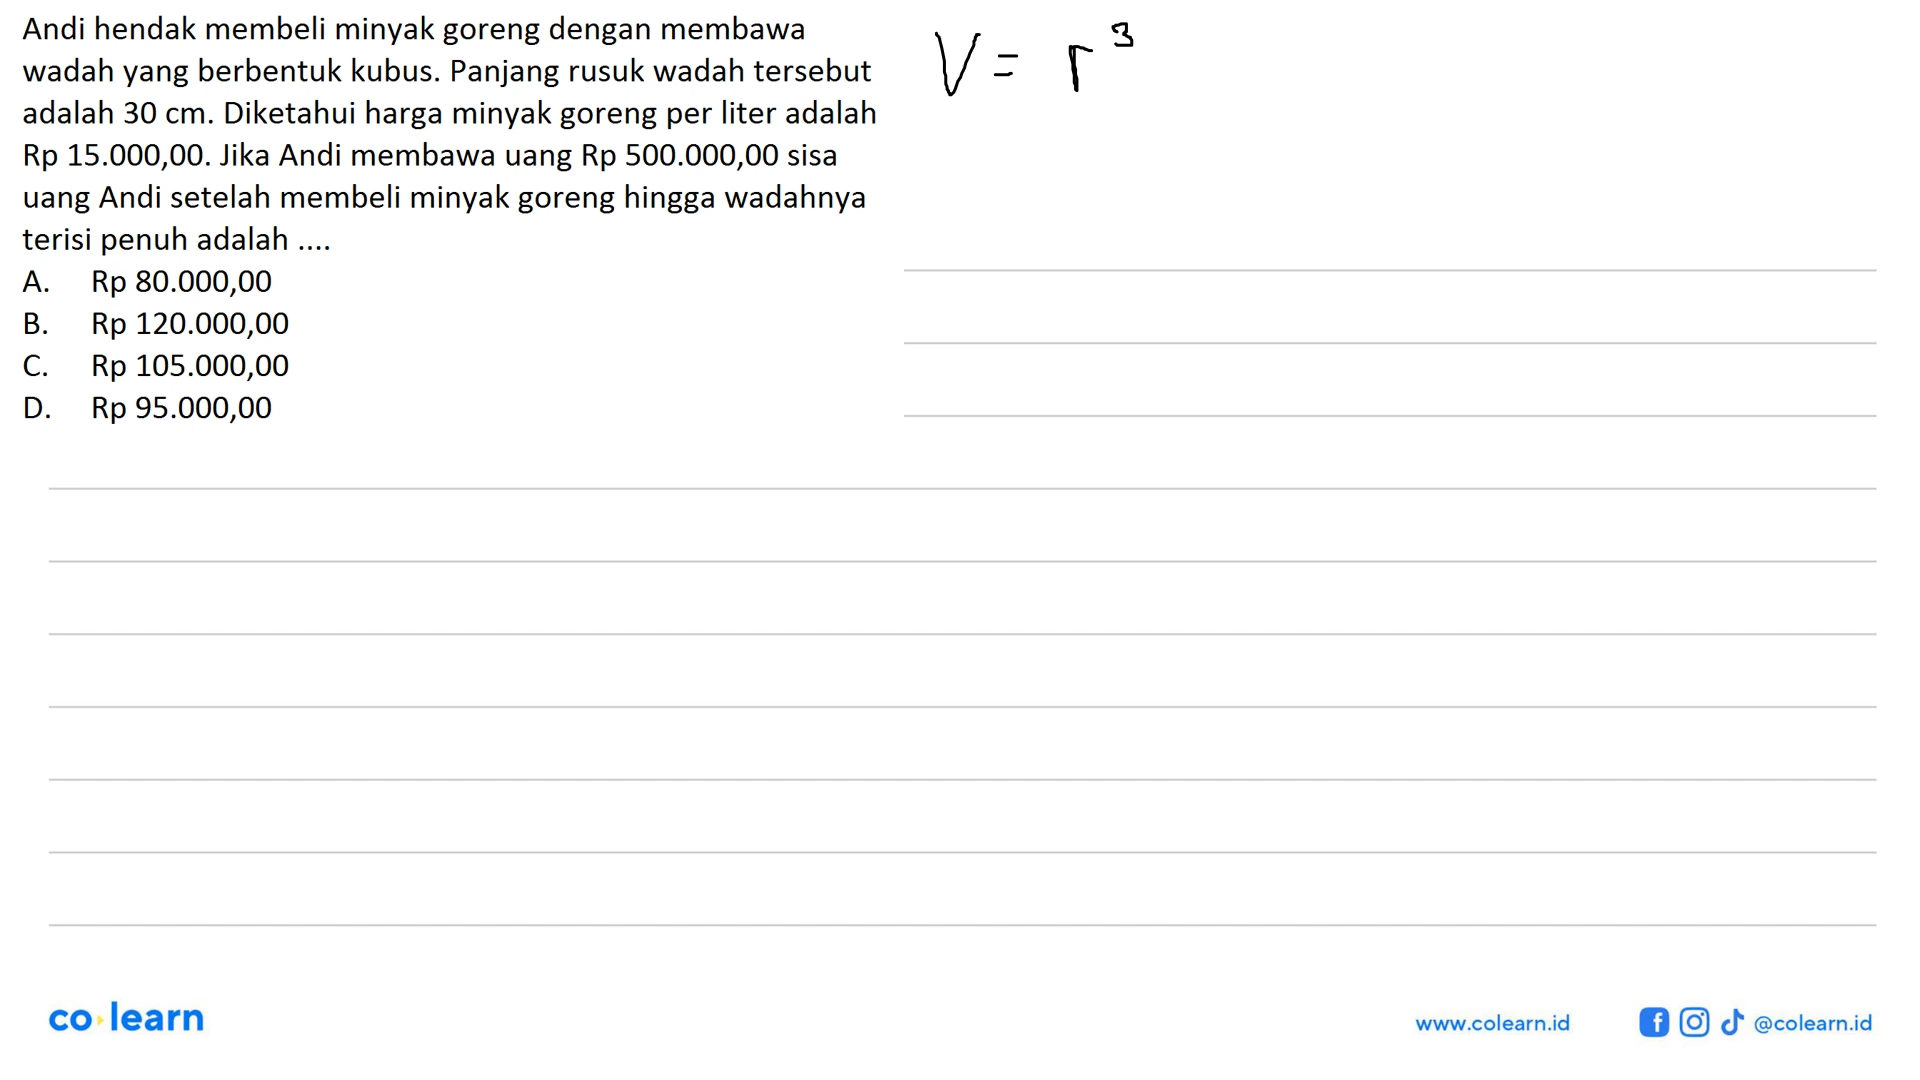 Andi hendak membeli minyak goreng dengan membawa
wadah yang berbentuk kubus. Panjang rusuk wadah tersebut
adalah 30 cm. Diketahui harga minyak goreng per liter adalah
Rp 15.000,00. Jika Andi membawa uang Rp 500.000,00 sisa
uang Andi setelah membeli minyak goreng hingga wadahnya
terisi penuh adalah ....
A. Rp 80.000,00
B. Rp 120.000,00
C. Rp 105.000,00
D. Rp 95.000,00
V = r³
co learn
www.colearn.id
@colearn.id